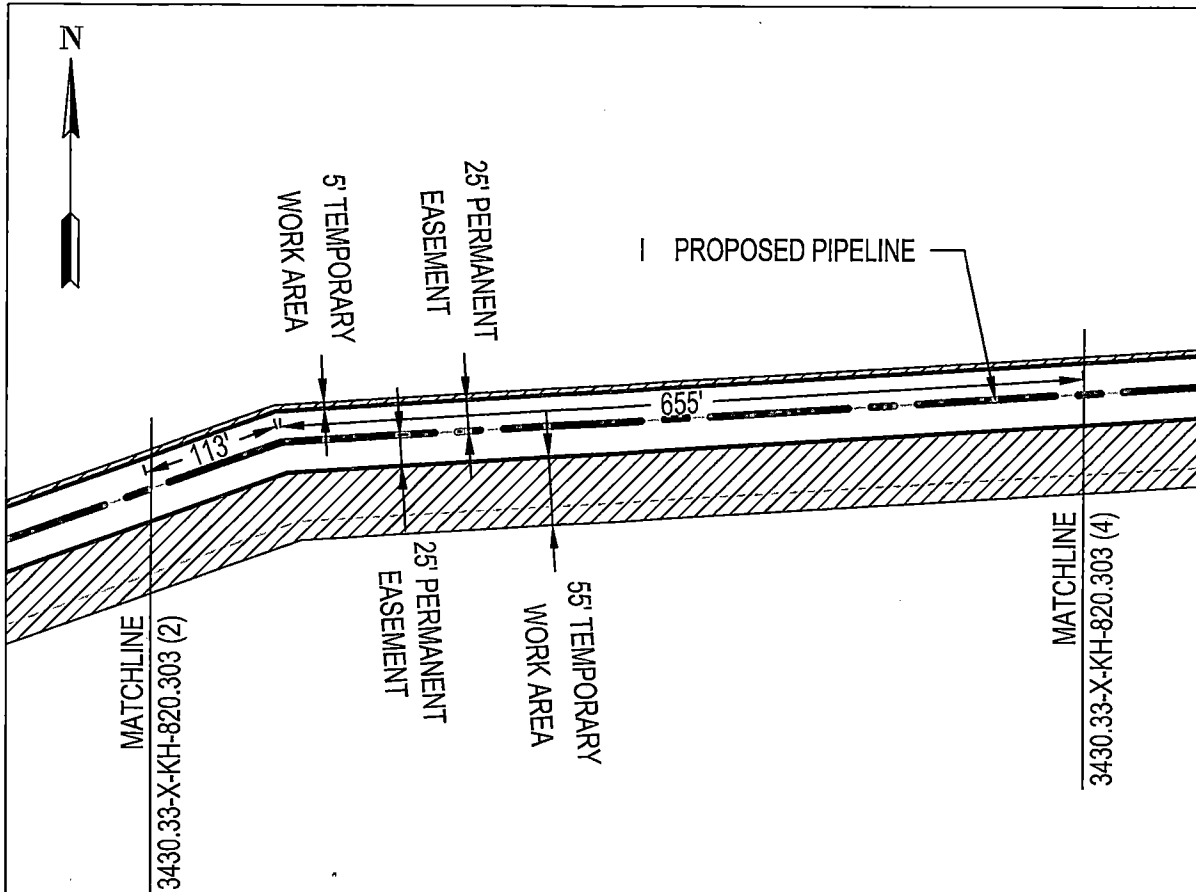 N
5' TEMPORARY
WORK AREA
25' PERMANENT
EASEMENT
PROPOSED PIPELINE
655'
113'
25' PERMANENT
EASEMENT
55' TEMPORARY
WORK AREA
MATCHLINE
3430.33-X-KH-820.303 (2)
MATCHLINE
3430.33-X-KH-820.303 (4)